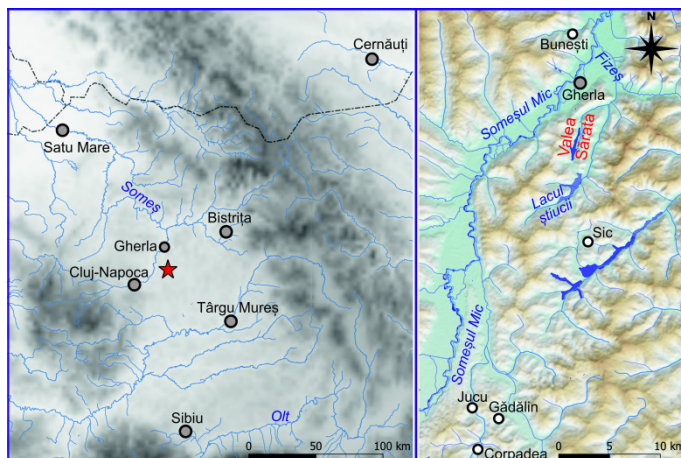 Cernăuți
Satu Mare
Someș
Bistrița
Gherla
Cluj-Napoca
Târgu Mureș
Sibiu
Olt
0 50 100 km
N
Bunești
Fizeș
Gherla
Someșul Mic
Valea
Sărată
Lacul
știucii
Sic
Someșul Mic
Jucu
Gădălin
Corpadea
0 5 10 km